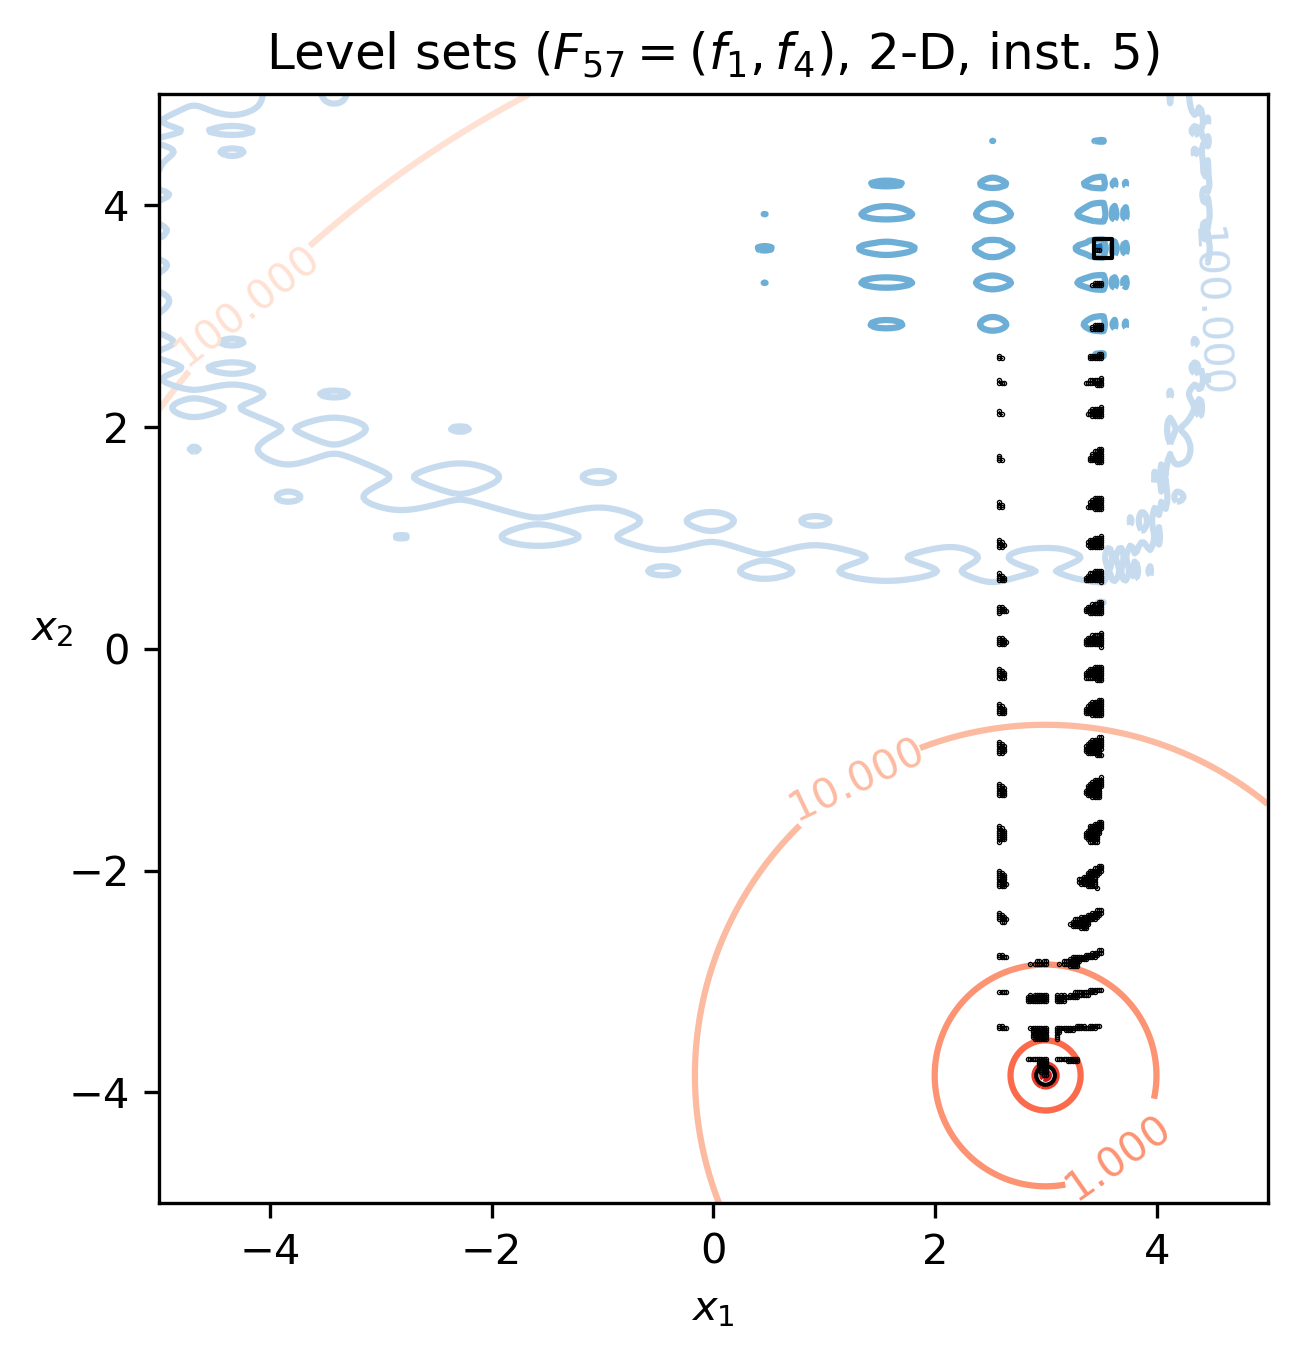 Level sets (F₅₇ = (f₁, f₄), 2-D, inst. 5)
4
2
0
−2
−4
x₂
100.000
100.000
10.000
1.000
−4 −2 0 2 4
x₁